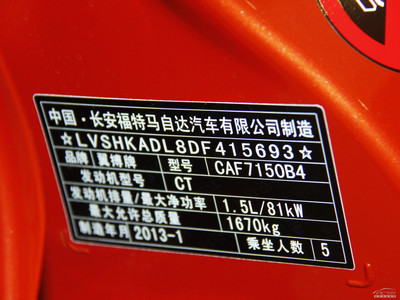 中国·长安福特马自达汽车有限公司制造
☆LVSHKADL8DF415693☆
品牌 翼搏牌 型号 CAF7150B4
发动机型号 CT
发动机排量/最大净功率 1.5L/81kW
最大允许总质量 1670kg
制造年月 2013-1 乘坐人数 5